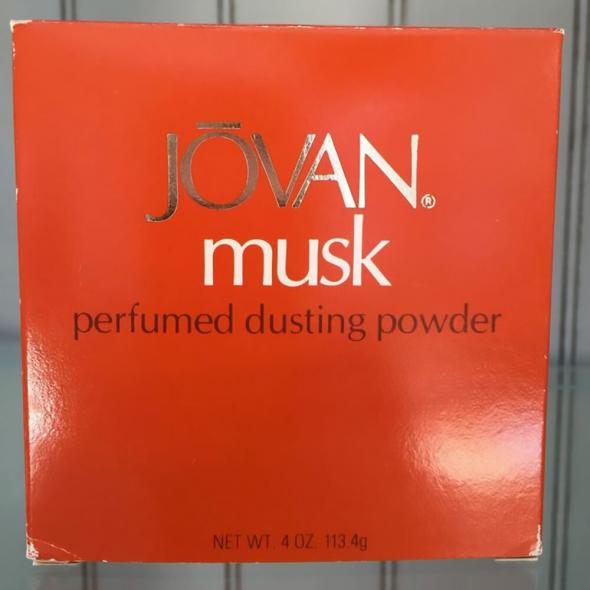 JŌVAN®
musk
perfumed dusting powder
NET WT. 4 OZ. 113.4g